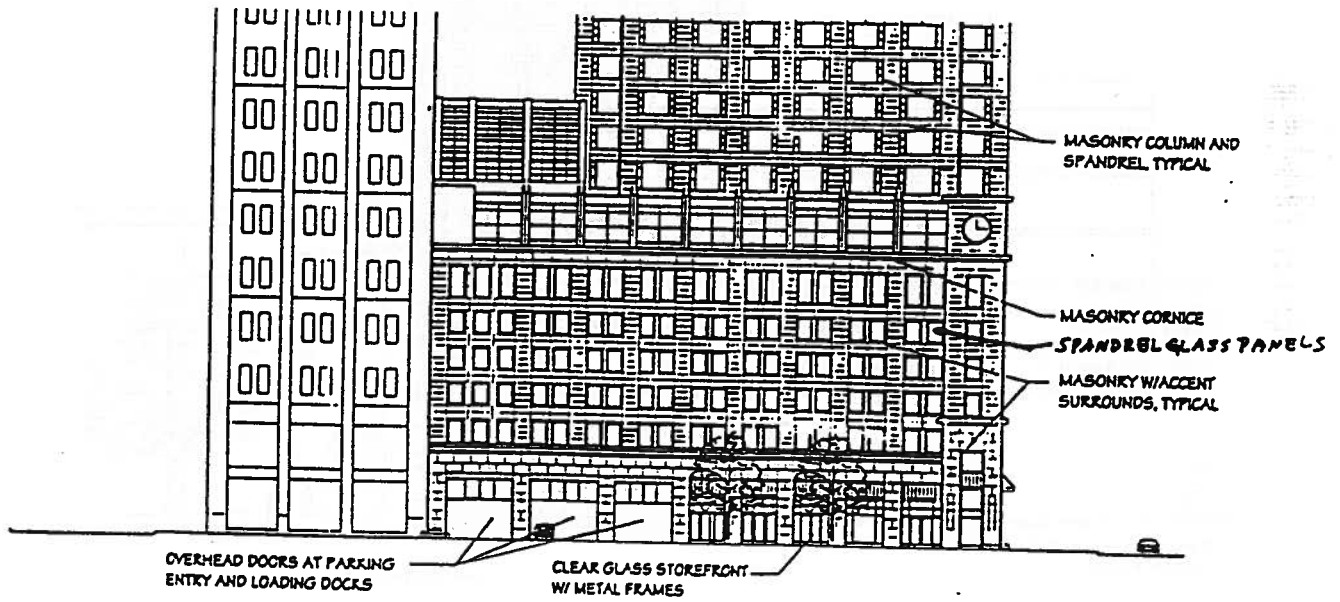 MASONRY COLUMN AND
SPANDREL, TYPICAL
MASONRY CORNICE
SPANDREL GLASS PANELS
MASONRY W/ACCENT
SURROUNDS, TYPICAL
OVERHEAD DOORS AT PARKING
ENTRY AND LOADING DOCKS
CLEAR GLASS STOREFRONT
W/ METAL FRAMES